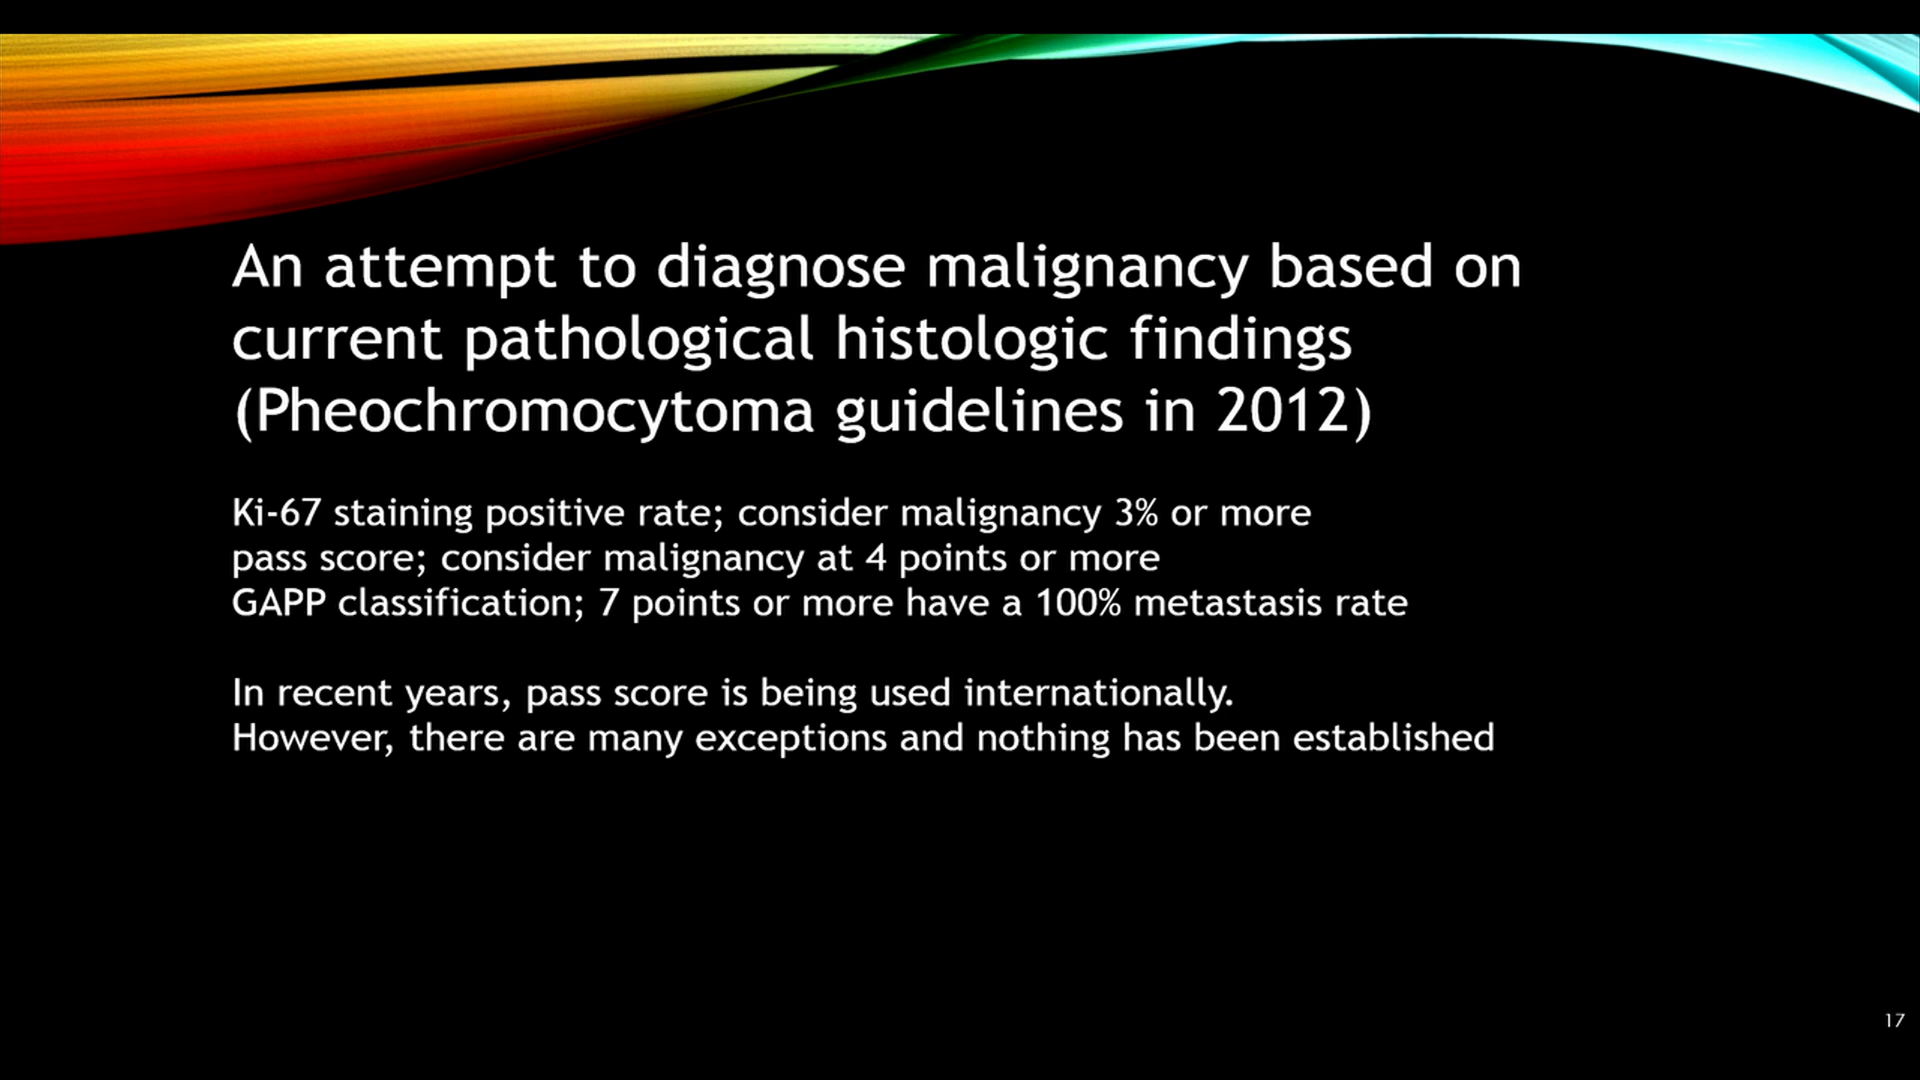 An attempt to diagnose malignancy based on
current pathological histologic findings
(Pheochromocytoma guidelines in 2012)
Ki-67 staining positive rate; consider malignancy 3% or more
pass score; consider malignancy at 4 points or more
GAPP classification; 7 points or more have a 100% metastasis rate
In recent years, pass score is being used internationally.
However, there are many exceptions and nothing has been established
17